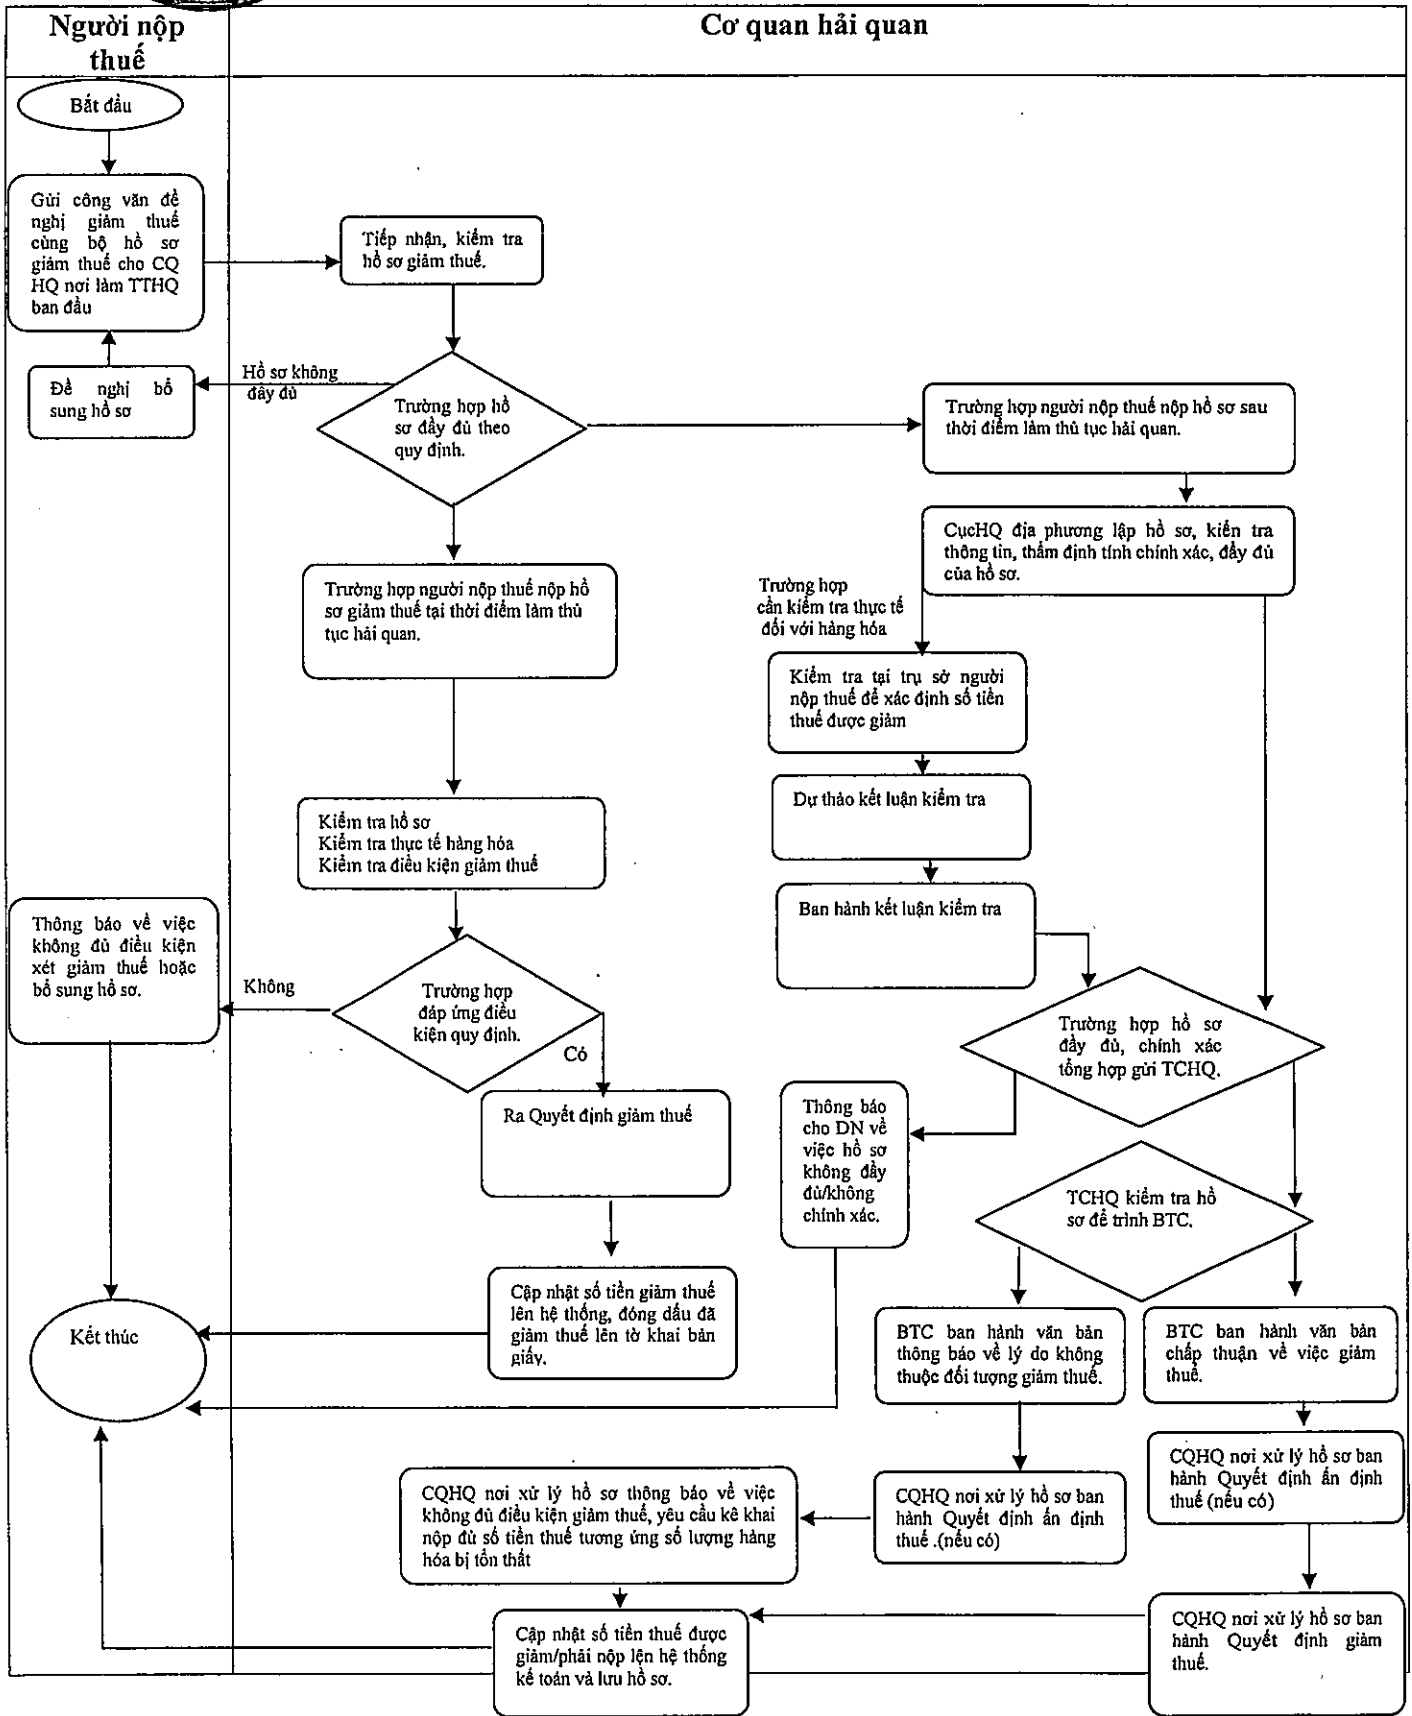 Người nộp
thuế
Cơ quan hải quan
Bắt đầu
Gửi công văn đề
nghị giảm thuế
cùng bộ hồ sơ
giảm thuế cho CQ
HQ nơi làm TTHQ
ban đầu
Tiếp nhận, kiểm tra
hồ sơ giảm thuế.
Hồ sơ không
đầy đủ
Đề nghị bổ
sung hồ sơ
Trường hợp hồ
sơ đầy đủ theo
quy định.
Trường hợp người nộp thuế nộp hồ sơ sau
thời điểm làm thủ tục hải quan.
CụcHQ địa phương lập hồ sơ, kiến tra
thông tin, thẩm định tính chính xác, đầy đủ
của hồ sơ.
Trường hợp người nộp thuế nộp hồ
sơ giảm thuế tại thời điểm làm thủ
tục hải quan.
Trường hợp
cần kiểm tra thực tế
đối với hàng hóa
Kiểm tra tại trụ sở người
nộp thuế để xác định số tiền
thuế được giảm
Dự thảo kết luận kiểm tra
Kiểm tra hồ sơ
Kiểm tra thực tế hàng hóa
Kiểm tra điều kiện giảm thuế
Ban hành kết luận kiểm tra
Thông báo về việc
không đủ điều kiện
xét giảm thuế hoặc
bổ sung hồ sơ.
Không
Trường hợp
đáp ứng điều
kiện quy định.
Có
Trường hợp hồ sơ
đầy đủ, chính xác
tổng hợp gửi TCHQ.
Ra Quyết định giảm thuế
Thông báo
cho DN về
việc hồ sơ
không đầy
đủ/không
chính xác.
TCHQ kiểm tra hồ
sơ để trình BTC.
Cập nhật số tiền giảm thuế
lên hệ thống, đóng dấu đã
giảm thuế lên tờ khai bản
giấy.
Kết thúc
BTC ban hành văn bản
thông báo về lý do không
thuộc đối tượng giảm thuế.
BTC ban hành văn bản
chấp thuận về việc giảm
thuế.
CQHQ nơi xử lý hồ sơ thông báo về việc
không đủ điều kiện giảm thuế, yêu cầu kê khai
nộp đủ số tiền thuế tương ứng số lượng hàng
hóa bị tổn thất
CQHQ nơi xử lý hồ sơ ban
hành Quyết định ấn định
thuế .(nếu có)
CQHQ nơi xử lý hồ sơ ban
hành Quyết định ấn định
thuế (nếu có)
Cập nhật số tiền thuế được
giảm/phải nộp lên hệ thống
kế toán và lưu hồ sơ.
CQHQ nơi xử lý hồ sơ ban
hành Quyết định giảm
thuế.